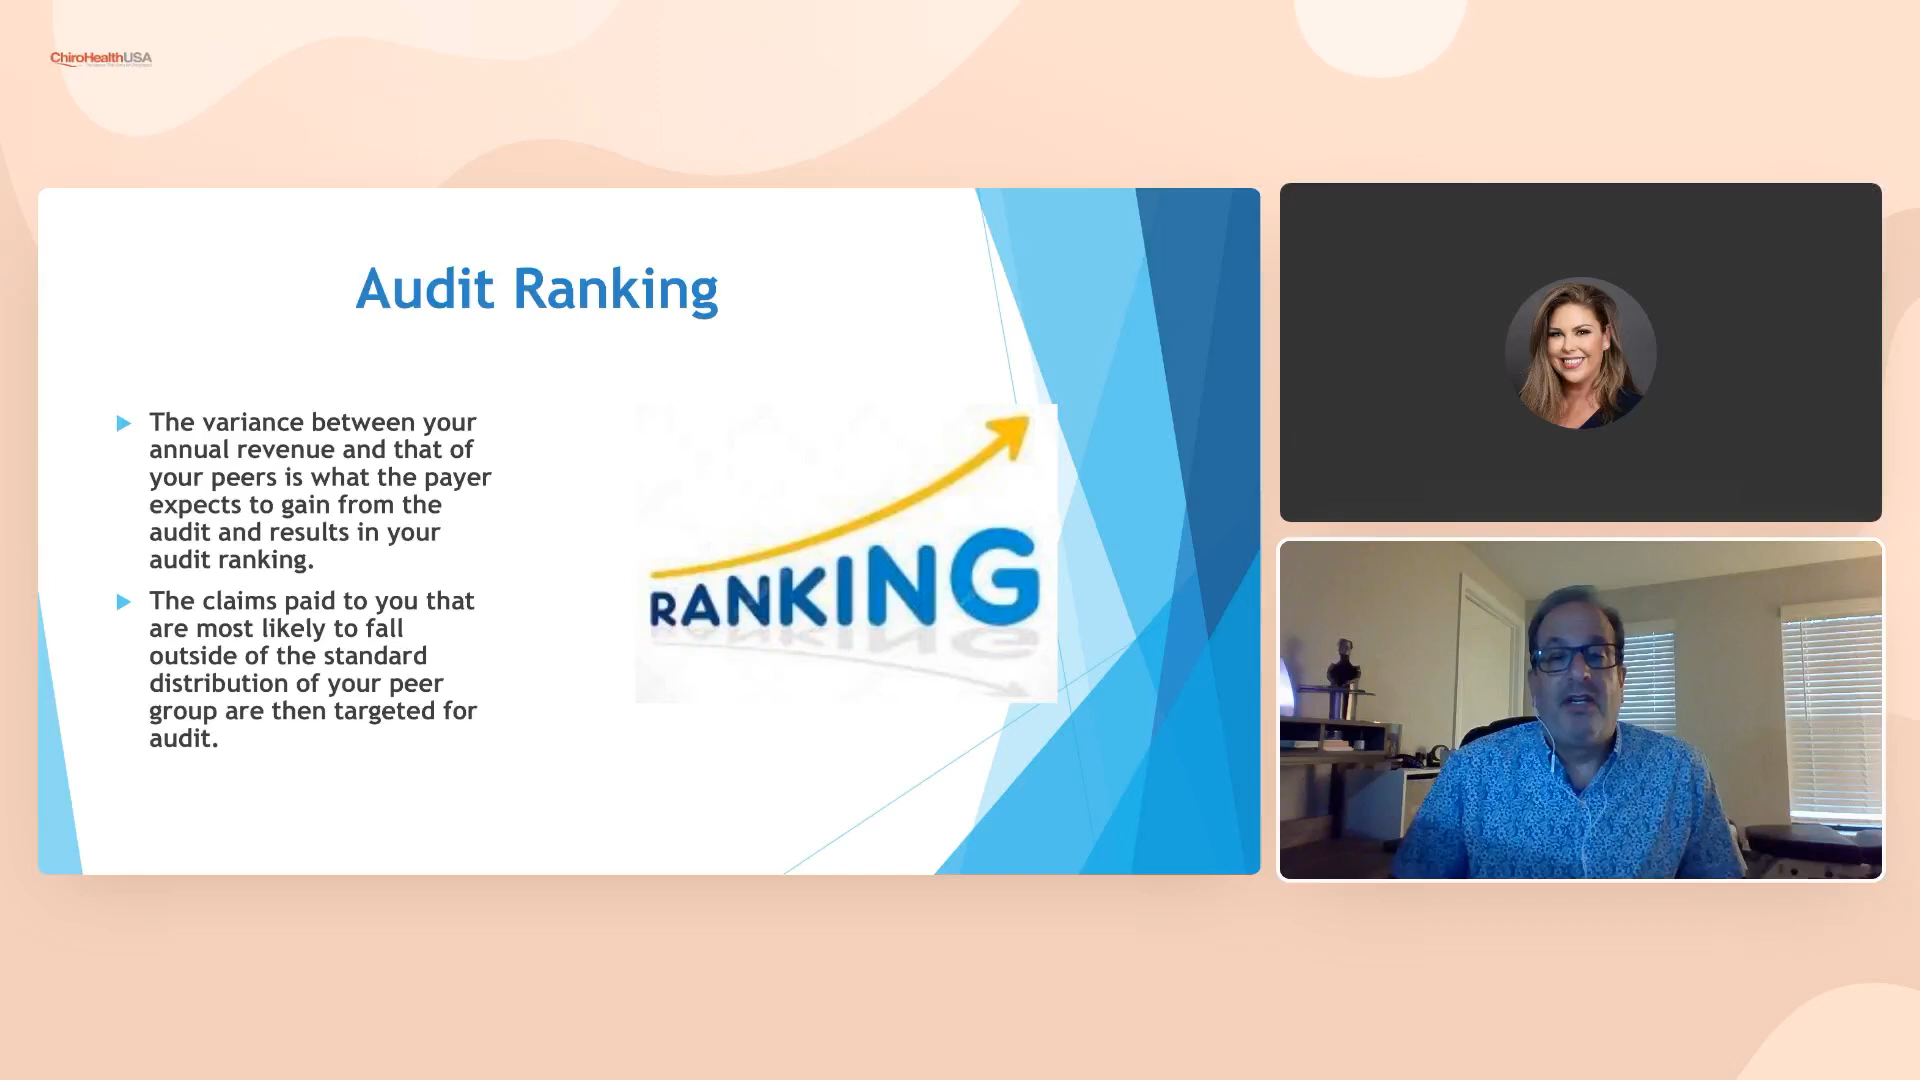 ChiroHealthUSA
Audit Ranking
The variance between your
annual revenue and that of
your peers is what the payer
expects to gain from the
audit and results in your
audit ranking.
The claims paid to you that
are most likely to fall
outside of the standard
distribution of your peer
group are then targeted for
audit.
RANKING